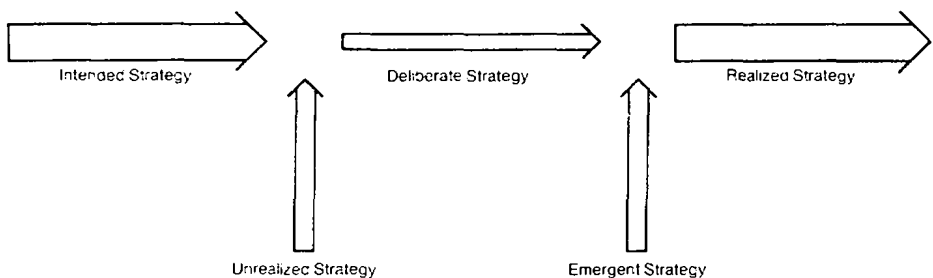 Intended Strategy
Deliberate Strategy
Realized Strategy
Unrealized Strategy
Emergent Strategy